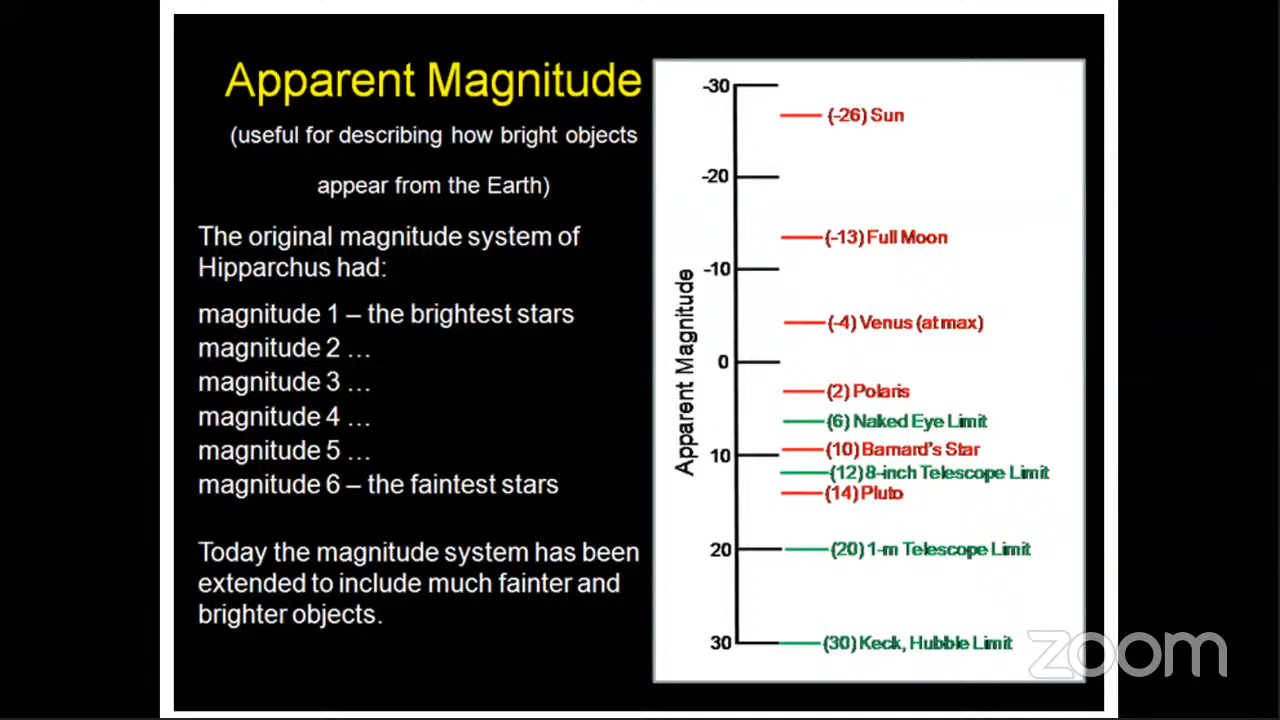 Apparent Magnitude
(useful for describing how bright objects
appear from the Earth)
The original magnitude system of
Hipparchus had:
magnitude 1 – the brightest stars
magnitude 2 …
magnitude 3 …
magnitude 4 …
magnitude 5 …
magnitude 6 – the faintest stars
Today the magnitude system has been
extended to include much fainter and
brighter objects.
Apparent Magnitude
-30
(-26) Sun
-20
(-13) Full Moon
-10
(-4) Venus (at max)
0
(2) Polaris
(6) Naked Eye Limit
(10) Barnard's Star
10
(12) 8-inch Telescope Limit
(14) Pluto
20
(20) 1-m Telescope Limit
30
(30) Keck, Hubble Limit
zoom